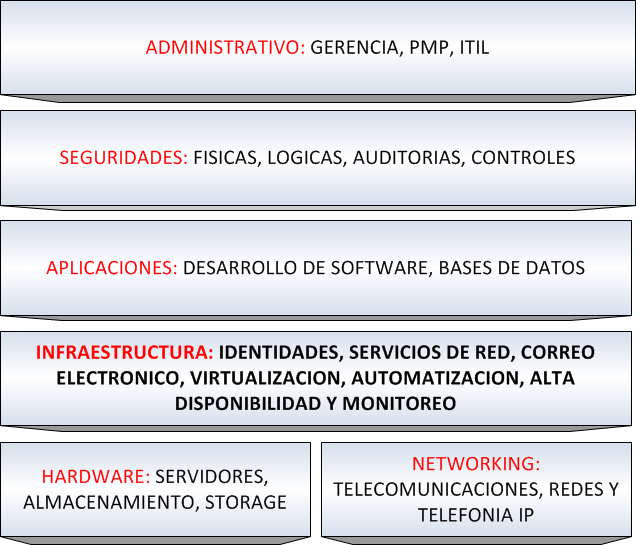 ADMINISTRATIVO: GERENCIA, PMP, ITIL
SEGURIDADES: FISICAS, LOGICAS, AUDITORIAS, CONTROLES
APLICACIONES: DESARROLLO DE SOFTWARE, BASES DE DATOS
INFRAESTRUCTURA: IDENTIDADES, SERVICIOS DE RED, CORREO
ELECTRONICO, VIRTUALIZACION, AUTOMATIZACION, ALTA
DISPONIBILIDAD Y MONITOREO
HARDWARE: SERVIDORES,
ALMACENAMIENTO, STORAGE
NETWORKING:
TELECOMUNICACIONES, REDES Y
TELEFONIA IP